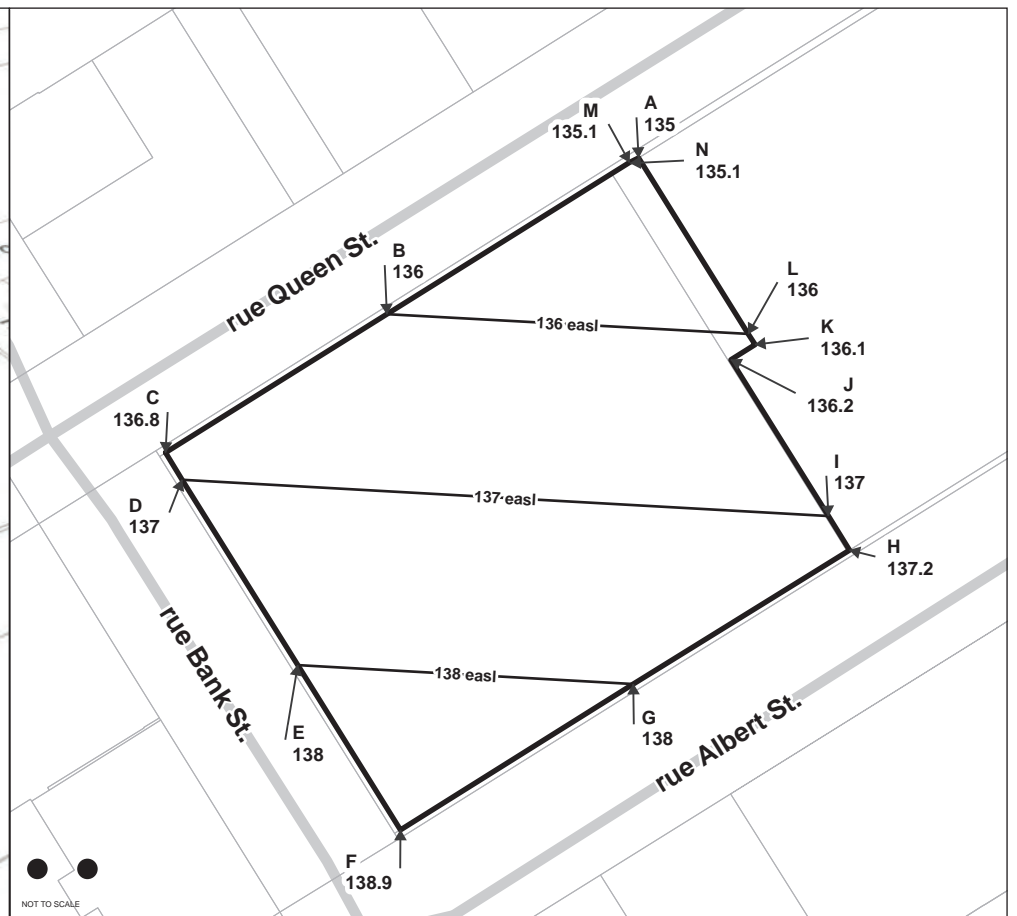 M
135.1
A
135
N
135.1
B
136
rue Queen St.
L
136
136 easl
K
136.1
J
136.2
C
136.8
I
137
D
137
137 easl
H
137.2
rue Bank St.
138 easl
E
138
G
138
rue Albert St.
F
138.9
NOT TO SCALE